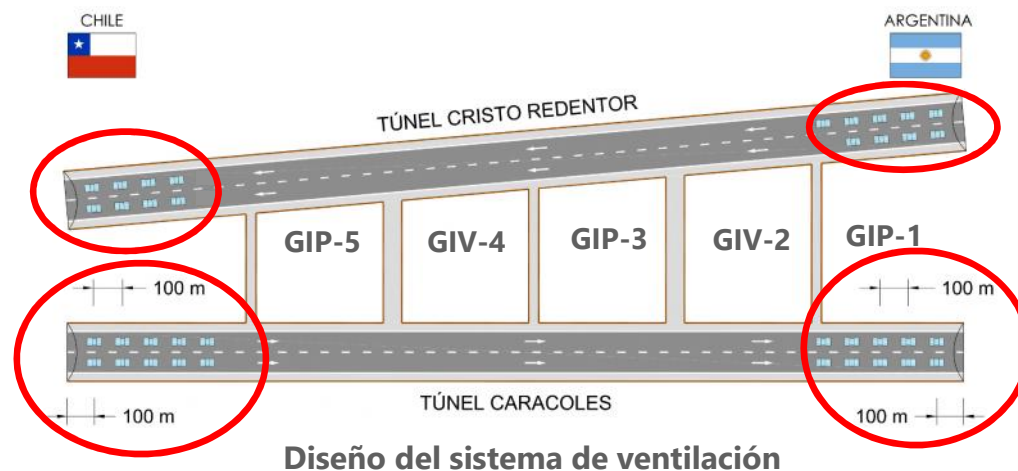 CHILE
ARGENTINA
TÚNEL CRISTO REDENTOR
GIP-5
GIV-4
GIP-3
GIV-2
GIP-1
100 m
100 m
TÚNEL CARACOLES
100 m
100 m
Diseño del sistema de ventilación